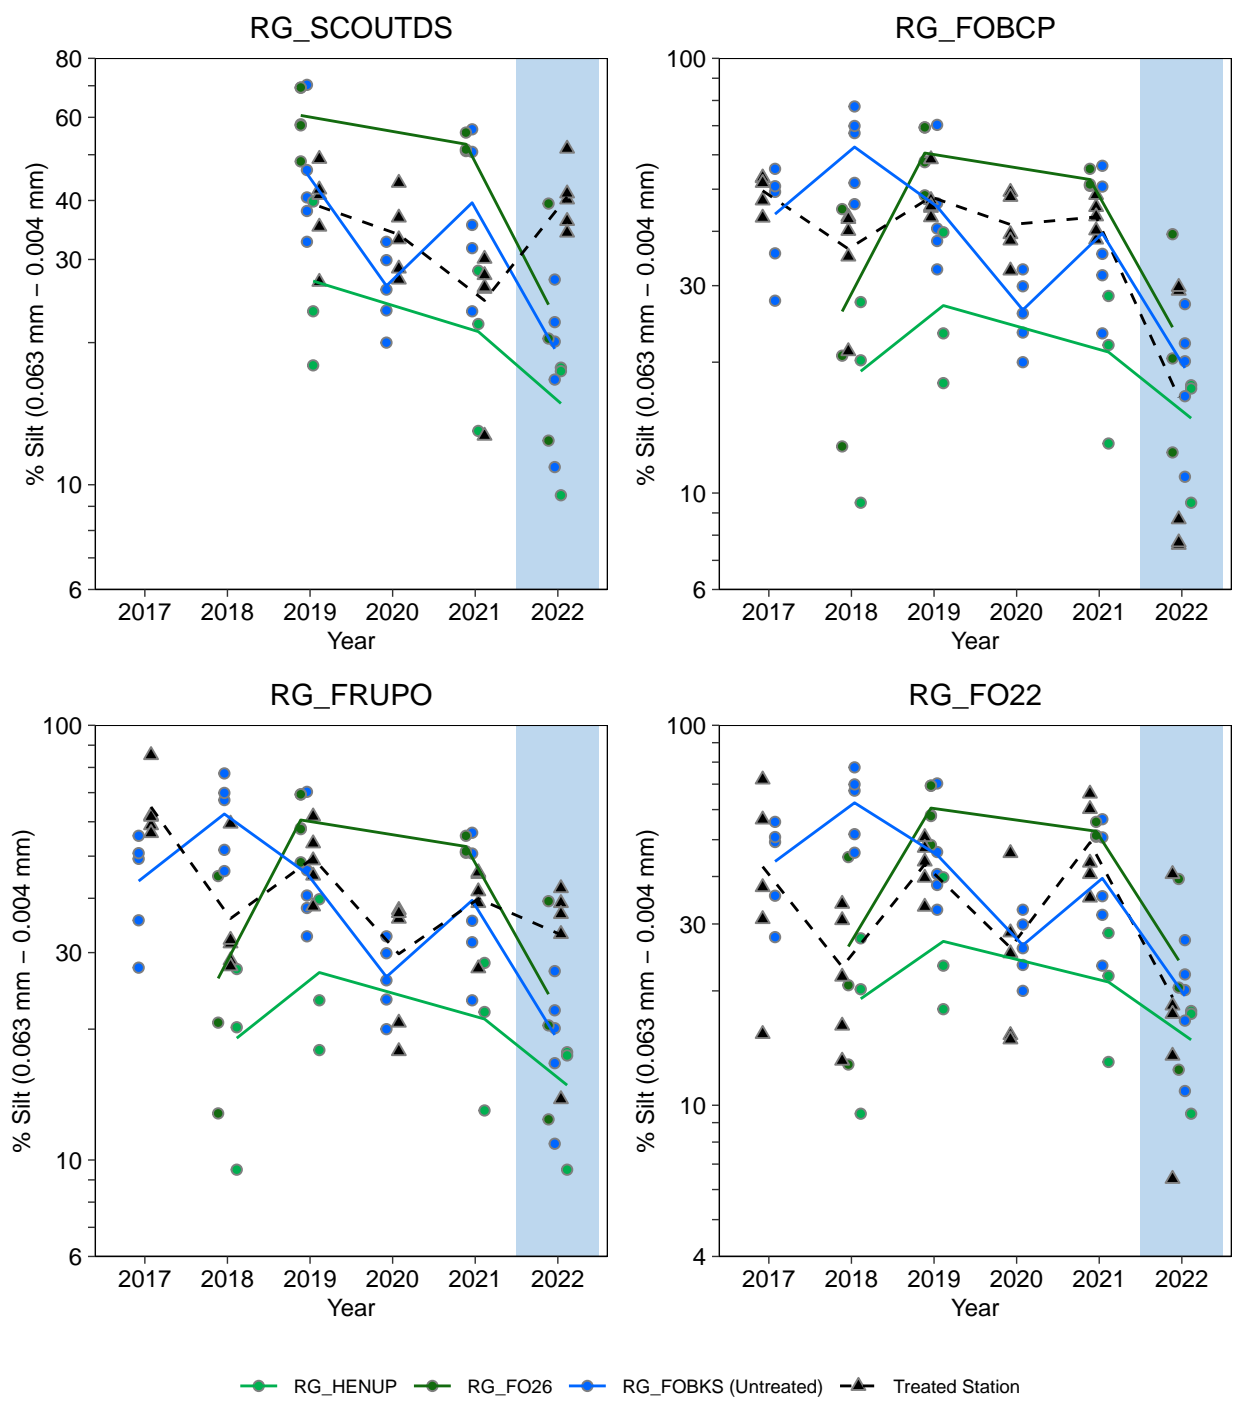 RG_SCOUTDS
% Silt (0.063 mm − 0.004 mm)
80
60
40
30
10
6
2017 2018 2019 2020 2021 2022
Year
RG_FOBCP
% Silt (0.063 mm − 0.004 mm)
100
30
10
6
2017 2018 2019 2020 2021 2022
Year
RG_FRUPO
% Silt (0.063 mm − 0.004 mm)
100
30
10
6
2017 2018 2019 2020 2021 2022
Year
RG_FO22
% Silt (0.063 mm − 0.004 mm)
100
30
10
4
2017 2018 2019 2020 2021 2022
Year
RG_HENUP RG_FO26 RG_FOBKS (Untreated) Treated Station